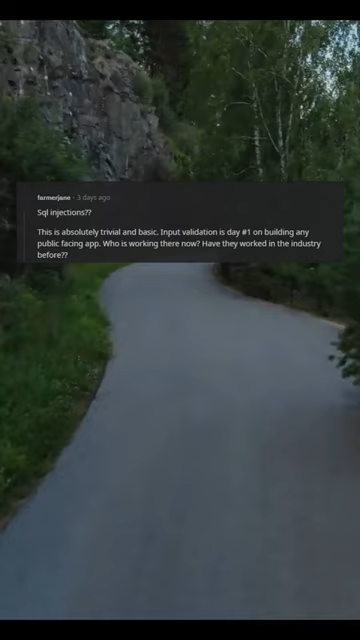 farmerjane · 3 days ago
Sql injections??
This is absolutely trivial and basic. Input validation is day #1 on building any
public facing app. Who is working there now? Have they worked in the industry
before??